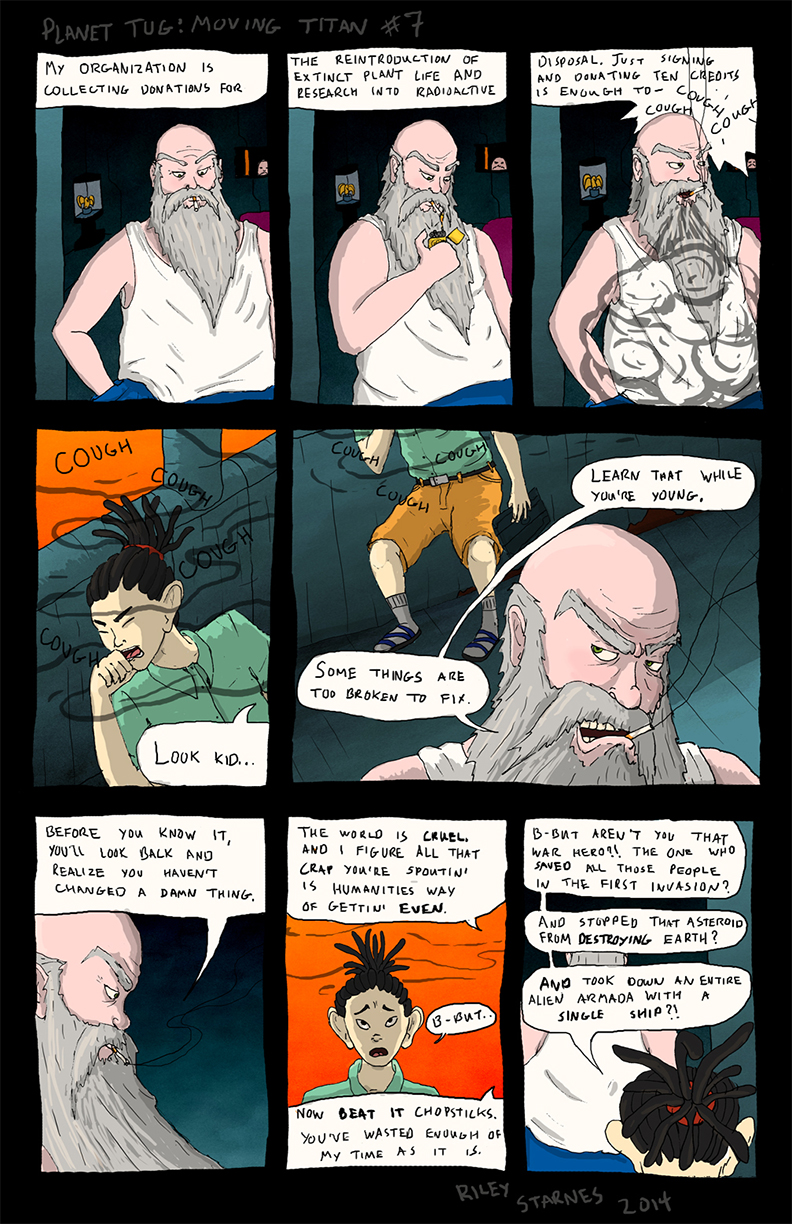 PLANET TUG: MOVING TITAN #7
MY ORGANIZATION IS
COLLECTING DONATIONS FOR
THE REINTRODUCTION OF
EXTINCT PLANT LIFE AND
RESEARCH INTO RADIOACTIVE
DISPOSAL. JUST SIGNING
AND DONATING TEN CREDITS
IS ENOUGH TO- COUGH
COUGH
COUGH
COUGH
COUGH
COUGH
COUGH
LOOK KID...
COUGH
COUGH
COUGH
LEARN THAT WHILE
YOU'RE YOUNG.
SOME THINGS ARE
TOO BROKEN TO FIX.
BEFORE YOU KNOW IT,
YOU'LL LOOK BACK AND
REALIZE YOU HAVEN'T
CHANGED A DAMN THING.
THE WORLD IS CRUEL.
AND I FIGURE ALL THAT
CRAP YOU'RE SPOUTIN'
IS HUMANITIES WAY
OF GETTIN' EVEN.
B-BUT..
NOW BEAT IT CHOPSTICKS.
YOU'VE WASTED ENOUGH OF
MY TIME AS IT IS.
B-BUT AREN'T YOU THAT
WAR HERO?! THE ONE WHO
SAVED ALL THOSE PEOPLE
IN THE FIRST INVASION?
AND STOPPED THAT ASTEROID
FROM DESTROYING EARTH?
AND TOOK DOWN AN ENTIRE
ALIEN ARMADA WITH A
SINGLE SHIP?!
RILEY STARNES 2014